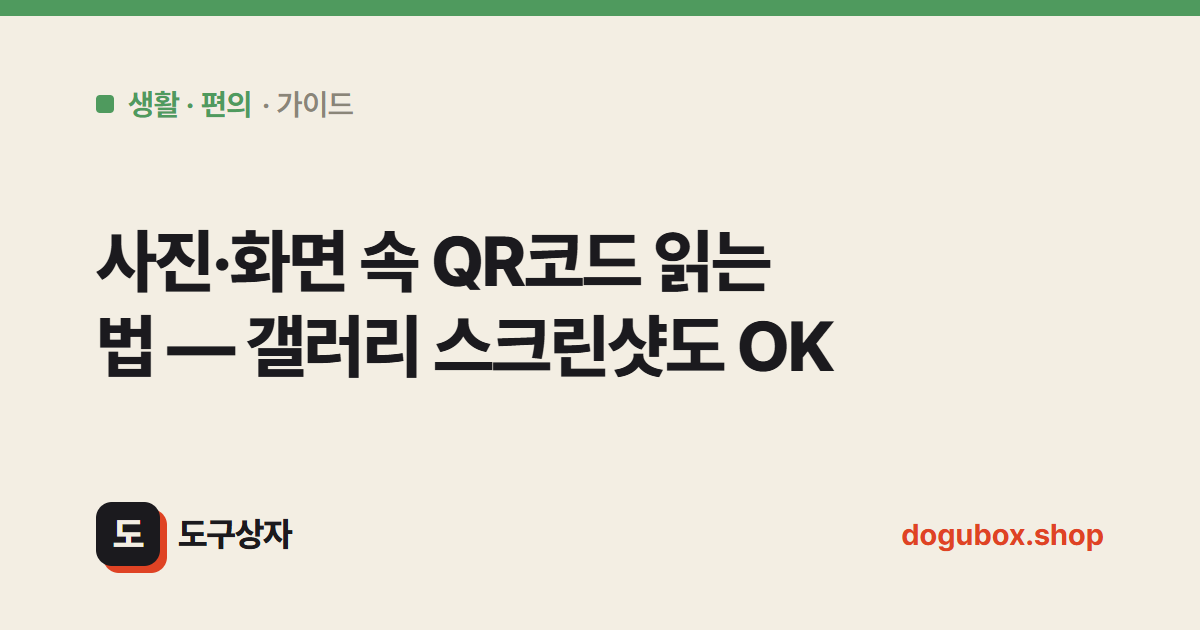 생활 · 편의 · 가이드
사진·화면 속 QR코드 읽는
법 — 갤러리 스크린샷도 OK
도 도구상자
dogubox.shop